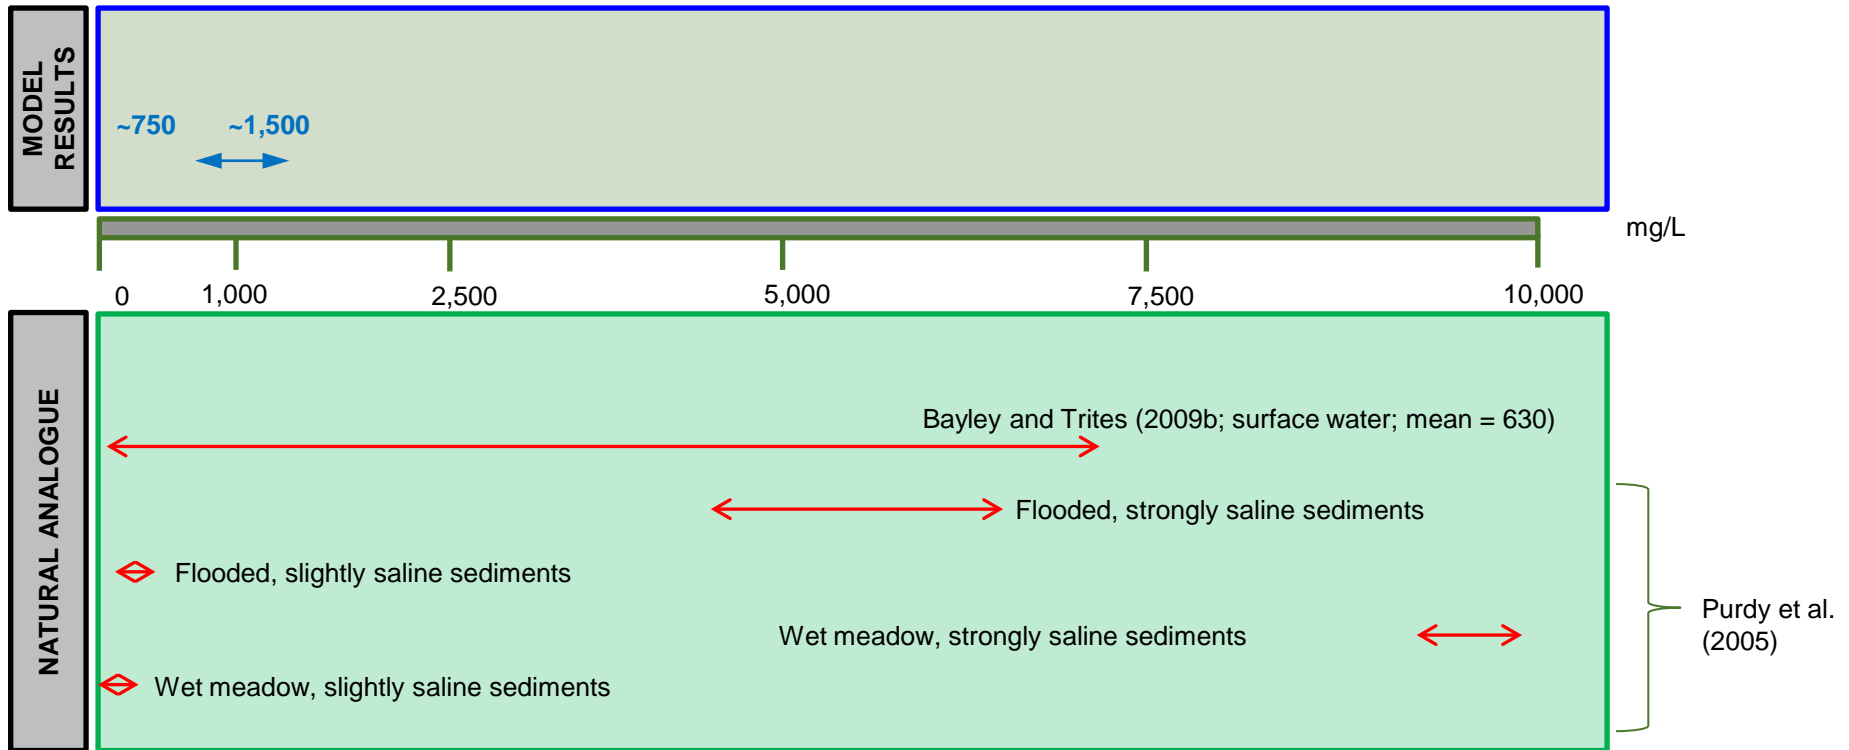 MODEL
RESULTS
~750 ~1,500
mg/L
0 1,000 2,500 5,000 7,500 10,000
NATURAL ANALOGUE
Bayley and Trites (2009b; surface water; mean = 630)
Flooded, strongly saline sediments
Flooded, slightly saline sediments
Wet meadow, strongly saline sediments
Wet meadow, slightly saline sediments
Purdy et al.
(2005)